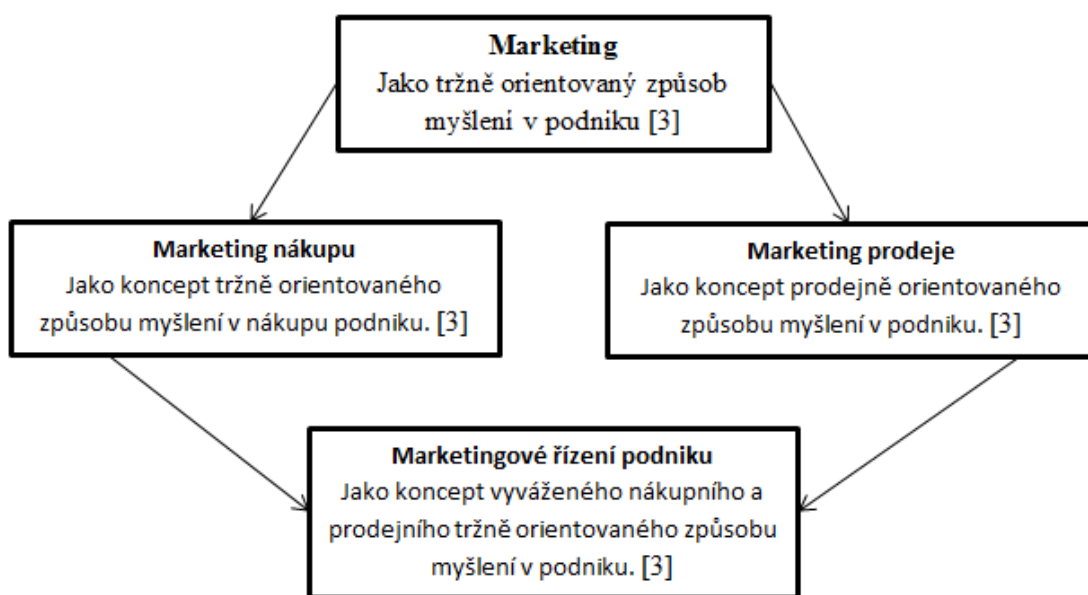 Marketing
Jako tržně orientovaný způsob
myšlení v podniku [3]
Marketing nákupu
Jako koncept tržně orientovaného
způsobu myšlení v nákupu podniku. [3]
Marketing prodeje
Jako koncept prodejně orientovaného
způsobu myšlení v podniku. [3]
Marketingové řízení podniku
Jako koncept vyváženého nákupního a
prodejního tržně orientovaného způsobu
myšlení v podniku. [3]